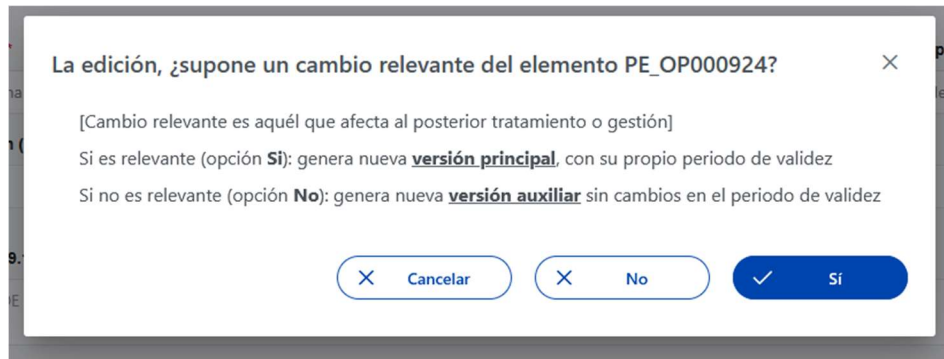 La edición, ¿supone un cambio relevante del elemento PE_OP000924?
[Cambio relevante es aquél que afecta al posterior tratamiento o gestión]
Si es relevante (opción Si): genera nueva versión principal, con su propio periodo de validez
Si no es relevante (opción No): genera nueva versión auxiliar sin cambios en el periodo de validez
Cancelar
No
Sí